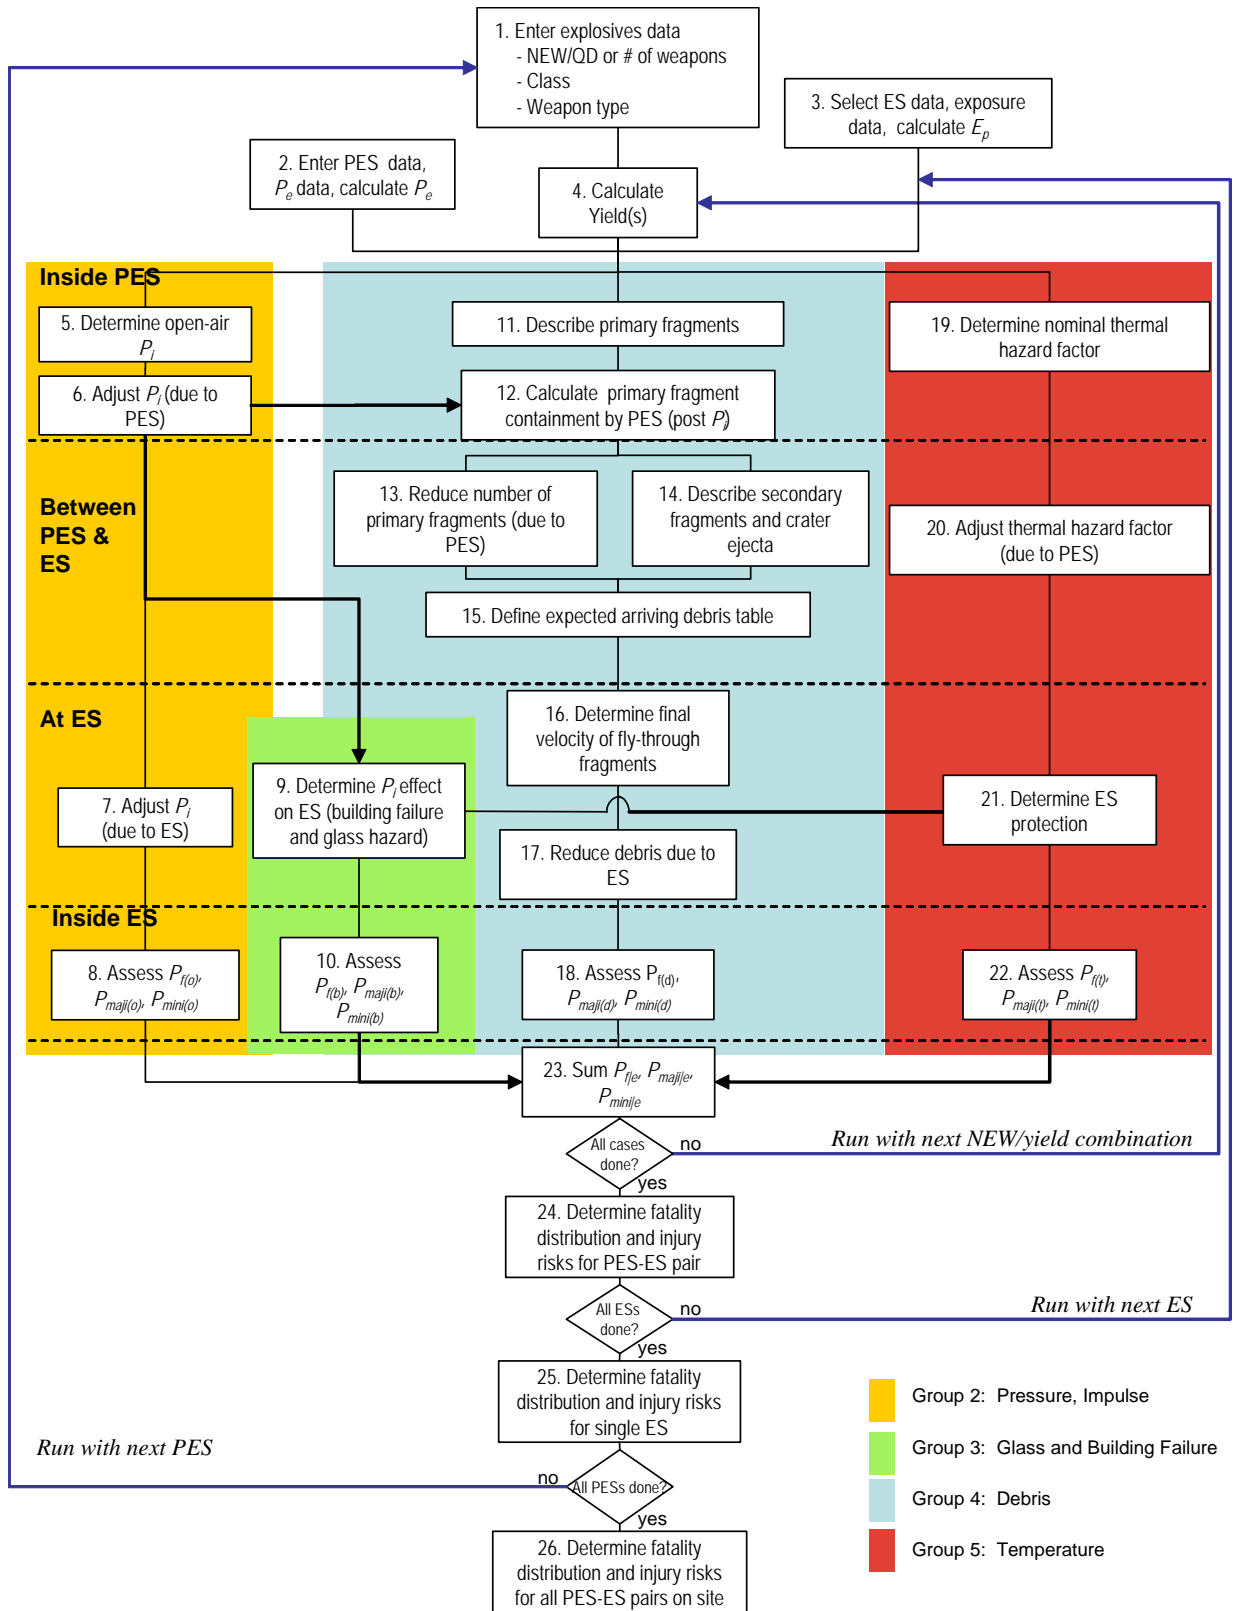 1. Enter explosives data
- NEW/QD or # of weapons
- Class
- Weapon type
3. Select ES data, exposure
data, calculate Ep
2. Enter PES data,
Pe data, calculate Pe
4. Calculate
Yield(s)
Inside PES
5. Determine open-air
Pi
11. Describe primary fragments
19. Determine nominal thermal
hazard factor
6. Adjust Pi (due to
PES)
12. Calculate primary fragment
containment by PES (post Pi)
Between
PES &
ES
13. Reduce number of
primary fragments (due to
PES)
14. Describe secondary
fragments and crater
ejecta
20. Adjust thermal hazard factor
(due to PES)
15. Define expected arriving debris table
At ES
16. Determine final
velocity of fly-through
fragments
7. Adjust Pi
(due to ES)
9. Determine Pi effect
on ES (building failure
and glass hazard)
21. Determine ES
protection
17. Reduce debris due to
ES
Inside ES
8. Assess Pf(o),
Pmaji(o), Pmini(o)
10. Assess
Pf(b), Pmaji(b),
Pmini(b)
18. Assess Pf(d),
Pmaji(d), Pmini(d)
22. Assess Pf(t),
Pmaji(t), Pmini(t)
23. Sum Pf|e, Pmaji|e,
Pmini|e
All cases
done?
no
Run with next NEW/yield combination
yes
24. Determine fatality
distribution and injury
risks for PES-ES pair
All ESs
done?
no
Run with next ES
yes
25. Determine fatality
distribution and injury risks
for single ES
Run with next PES
no
All PESs done?
yes
26. Determine fatality
distribution and injury risks
for all PES-ES pairs on site
Group 2: Pressure, Impulse
Group 3: Glass and Building Failure
Group 4: Debris
Group 5: Temperature